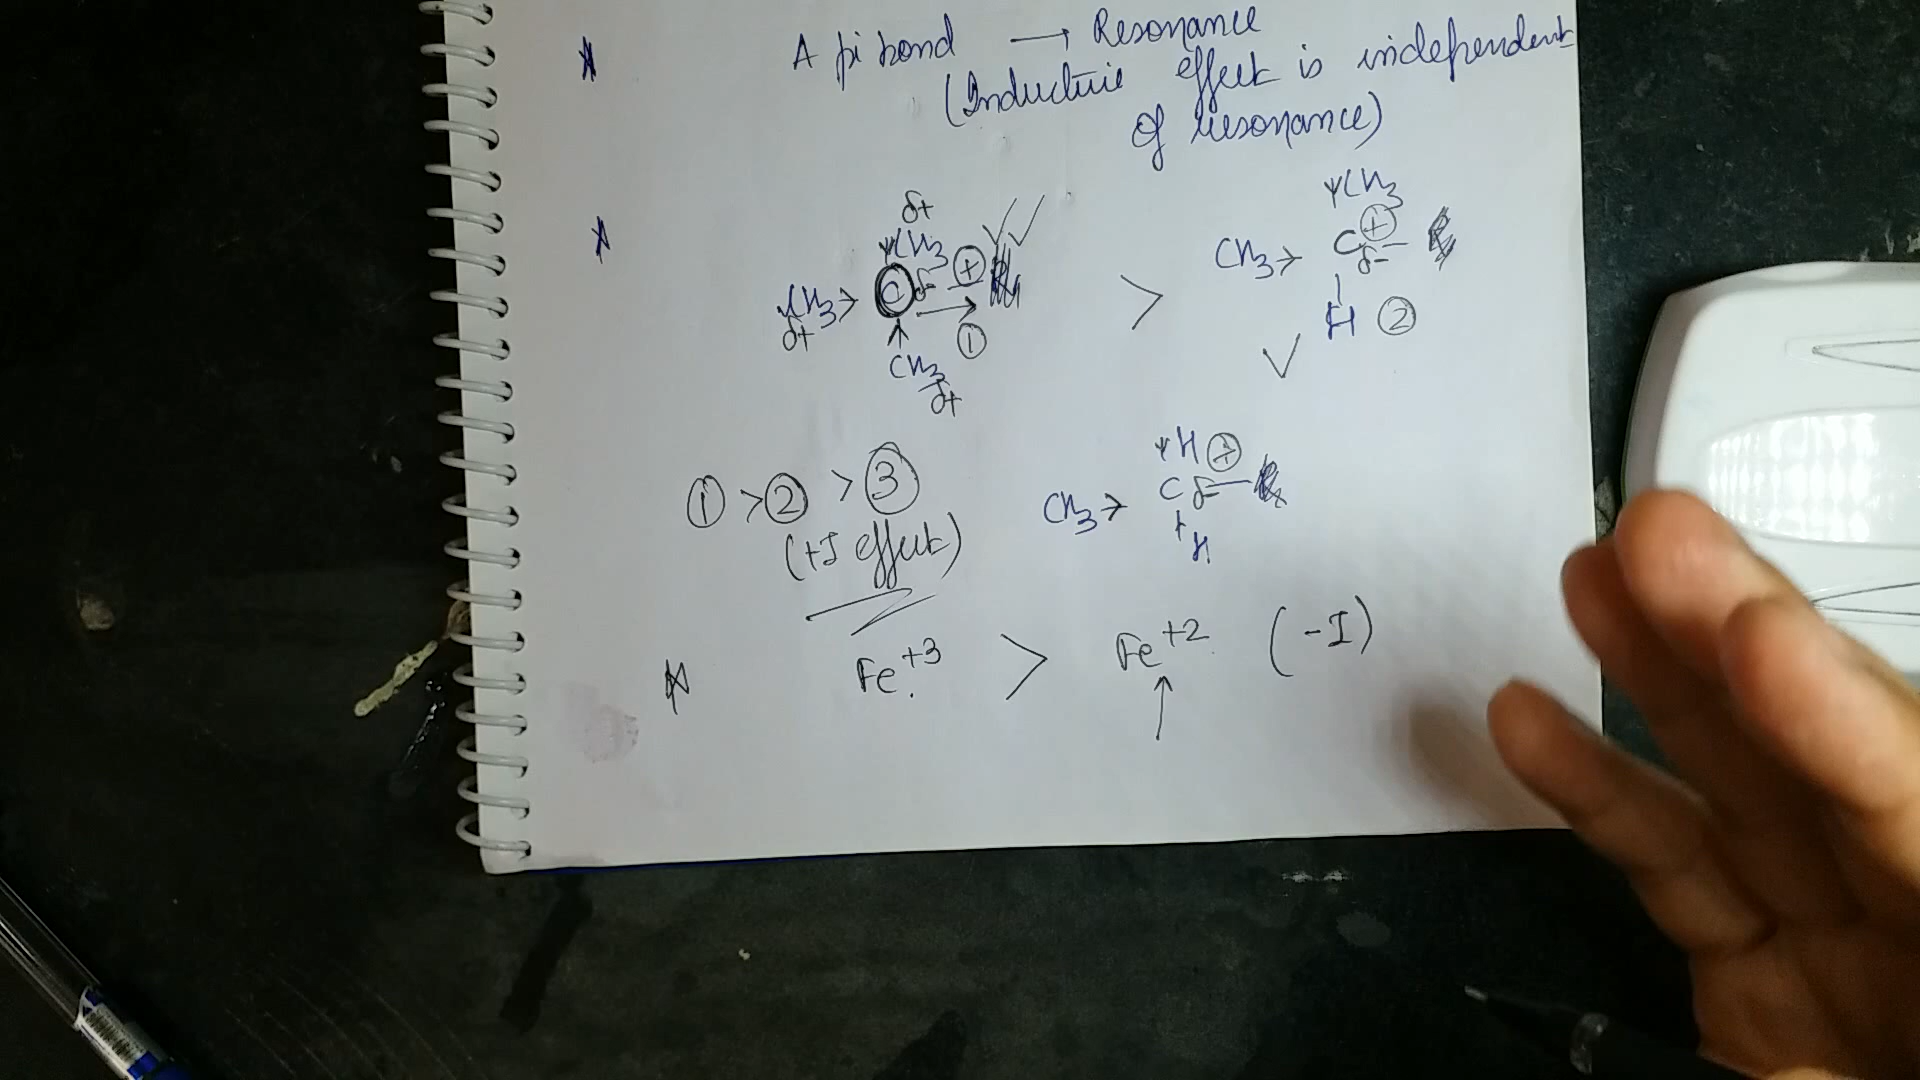 A pi bond → Resonance
(Inductive effect is independent
of resonance)
δ+
CH3 δ- +
CH3 > C →
δ+
①
CH3
δ+
>
CH3
CH3 > C + δ-
H ②
① > ② > ③
(+I effect)
H +
CH3 > C δ-
H
Fe+3 > Fe+2 (-I)